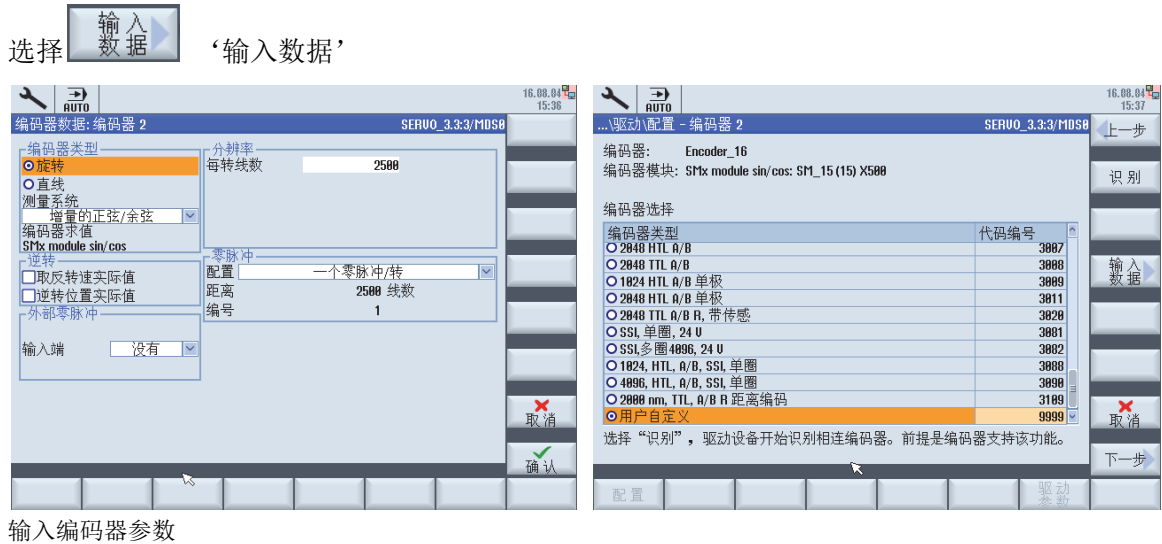 选择 输入数据 ‘输入数据’
AUTO
16.08.04
15:36
编码器数据: 编码器 2 SERVO_3.3:3/MDS0
编码器类型
旋转
直线
测量系统
增量的正弦/余弦
编码器求值
SMx module sin/cos
分辨率
每转线数 2500
逆转
取反转速实际值
逆转位置实际值
零脉冲
配置 一个零脉冲/转
距离 2500 线数
编号 1
外部零脉冲
输入端 没有
取消
确认
AUTO
16.08.04
15:37
...\驱动\配置 - 编码器 2 SERVO_3.3:3/MDS0
编码器: Encoder_16
编码器模块: SMx module sin/cos: SM_15 (15) X500
编码器选择
编码器类型 代码编号
2048 HTL A/B 3007
2048 TTL A/B 3008
1024 HTL A/B 单极 3009
2048 HTL A/B 单极 3011
2048 TTL A/B R, 带传感 3020
SSI, 单圈, 24 V 3081
SSI,多圈4096, 24 V 3082
1024, HTL, A/B, SSI, 单圈 3088
4096, HTL, A/B, SSI, 单圈 3090
2000 nm, TTL, A/B R 距离编码 3109
用户自定义 9999
选择“识别”，驱动设备开始识别相连编码器。前提是编码器支持该功能。
上一步
识别
输入数据
取消
下一步
配置
驱动参数
输入编码器参数